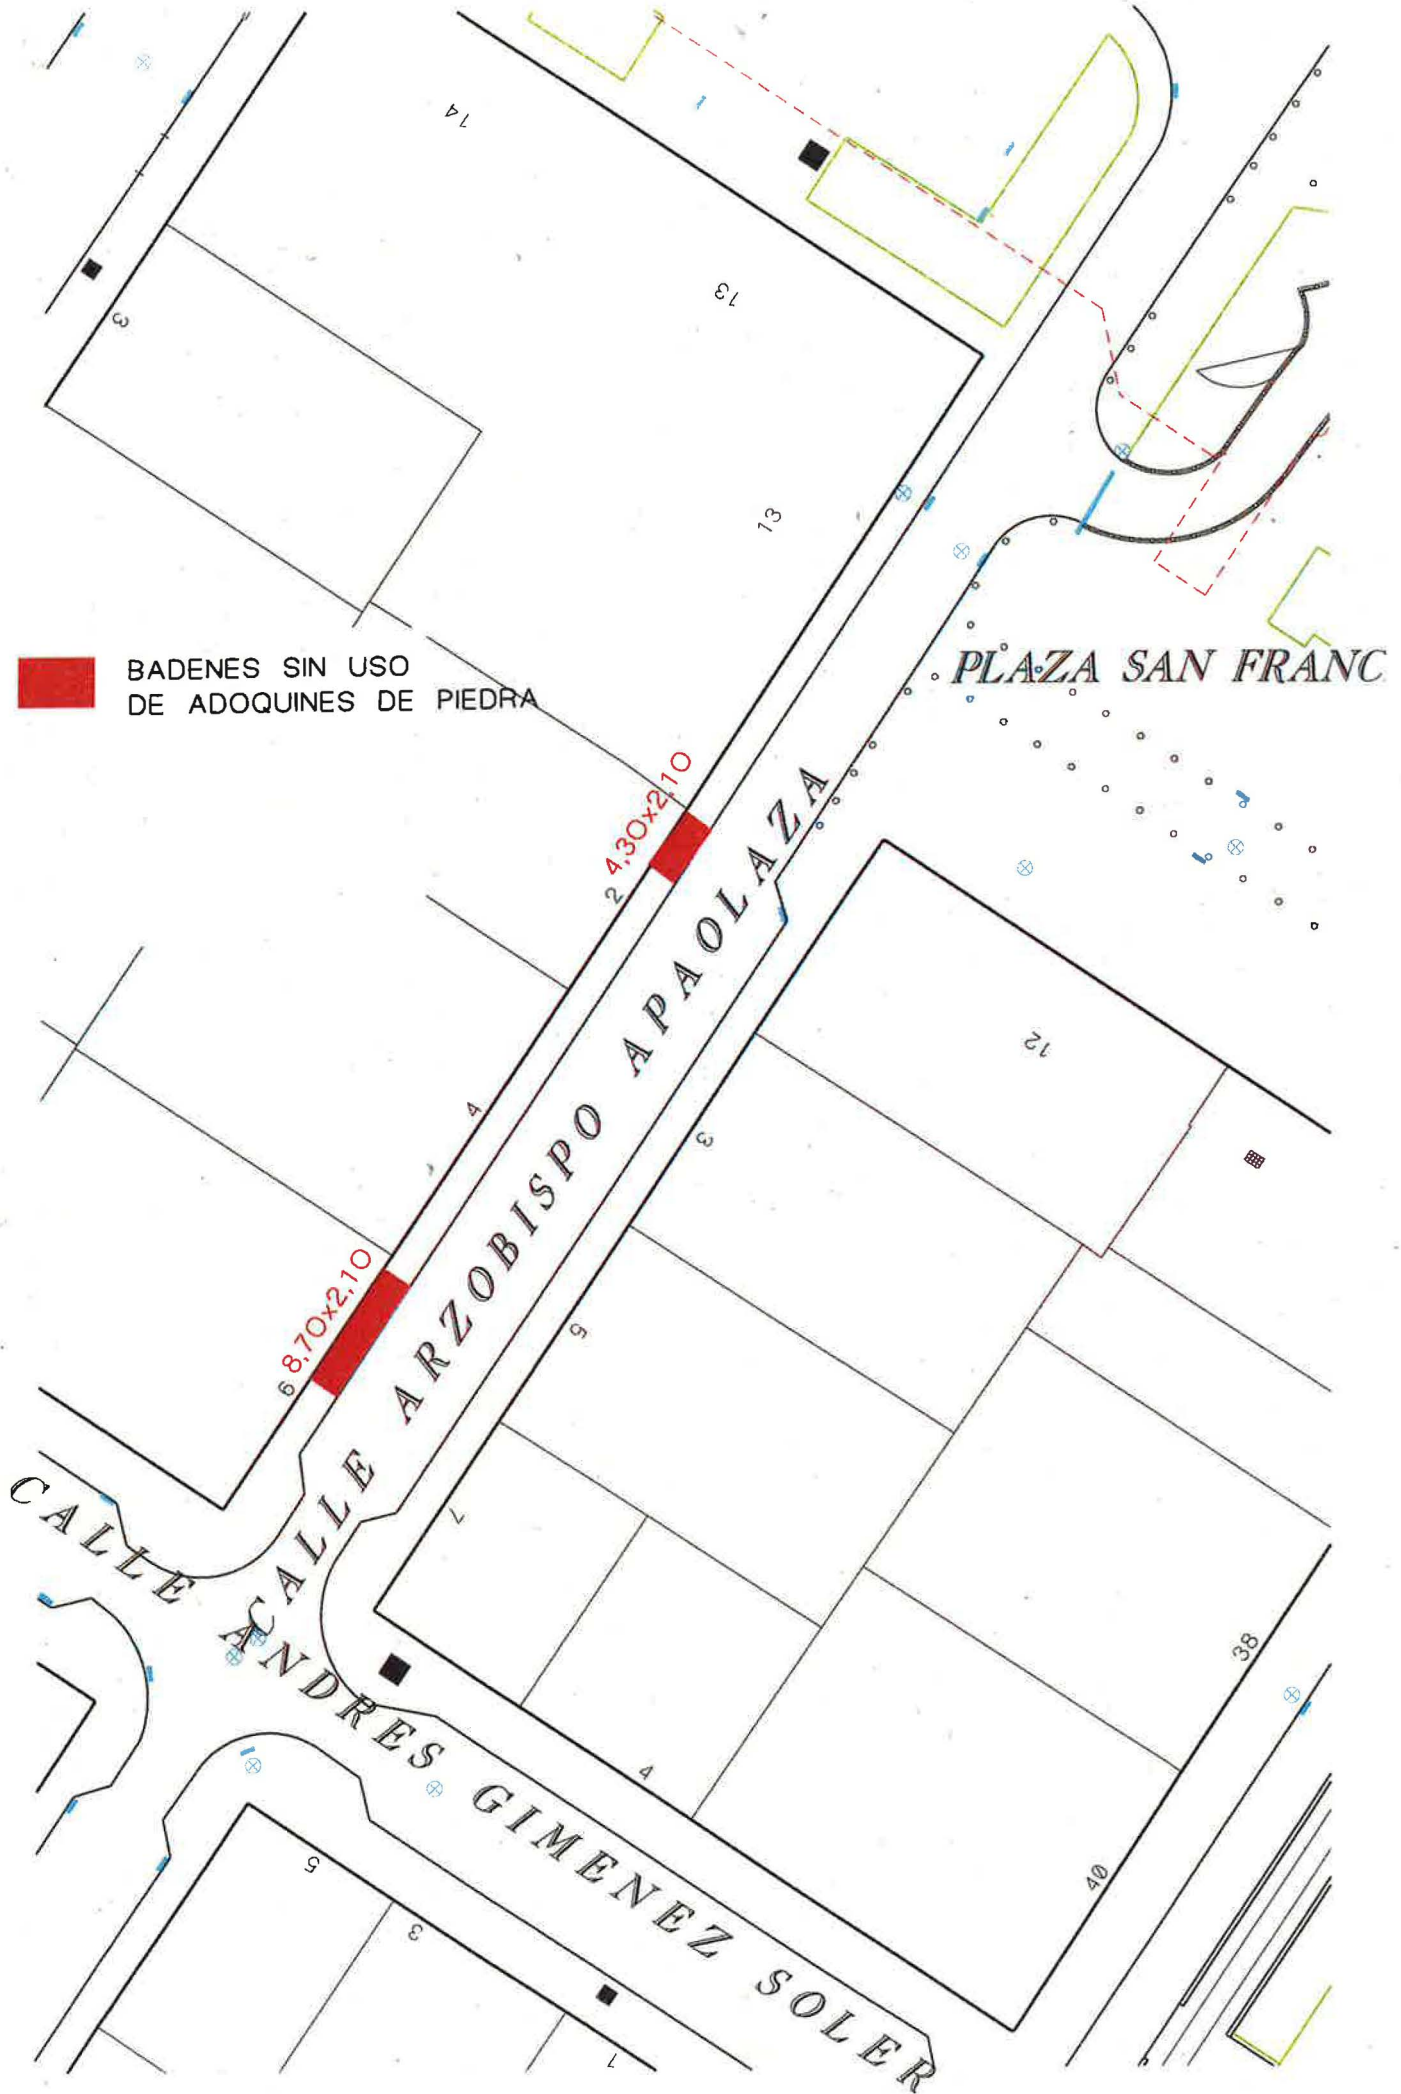 14
13
3
13
BADENES SIN USO
DE ADOQUINES DE PIEDRA
PLAZA SAN FRANC
4,30x2,10
2
12
4
3
CALLE ARZOBISPO APAOLAZA
8,70x2,10
6
5
7
CALLE ANDRES GIMENEZ SOLER
38
4
40
5
3
1